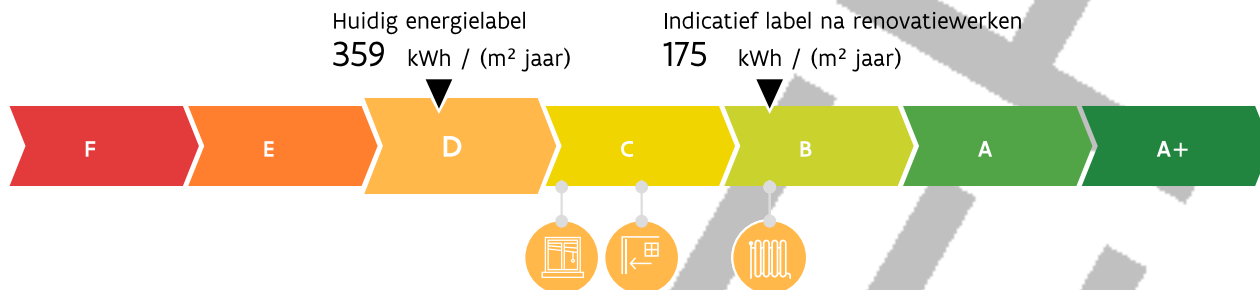 Huidig energielabel
359 kWh / (m² jaar)
Indicatief label na renovatiewerken
175 kWh / (m² jaar)
F E D C B A A+